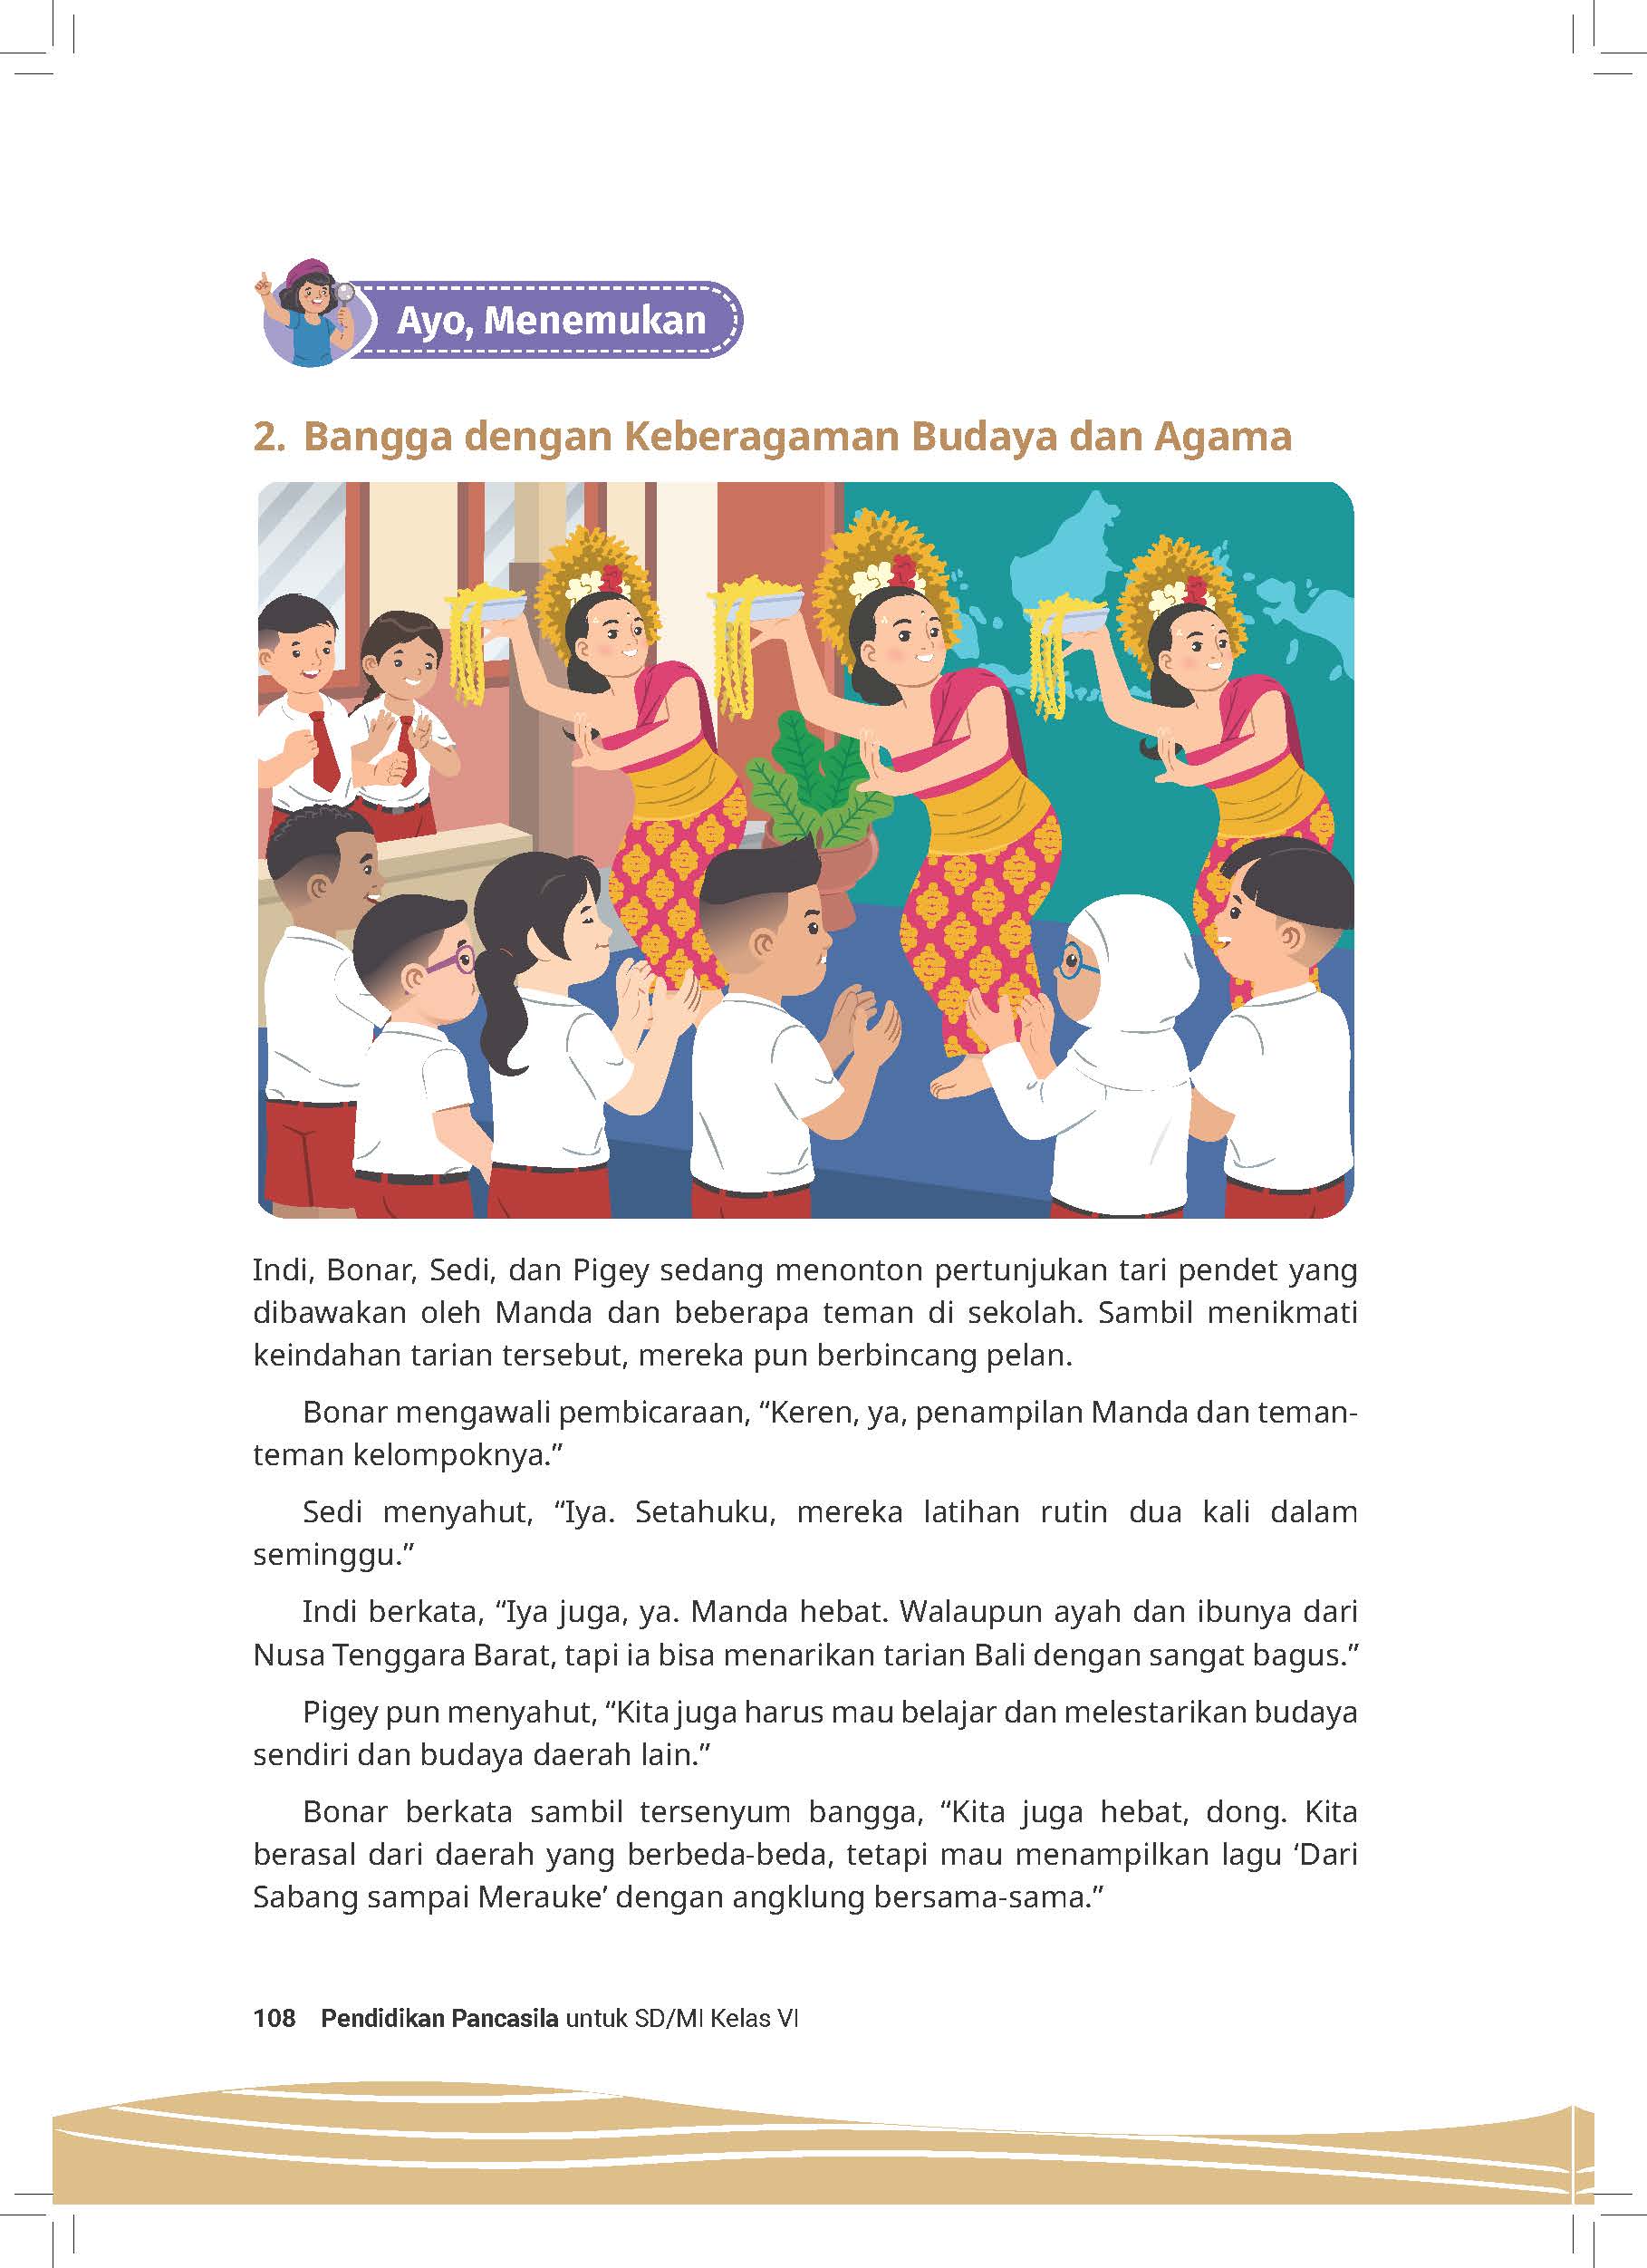 Ayo, Menemukan
2. Bangga dengan Keberagaman Budaya dan Agama
Indi, Bonar, Sedi, dan Pigey sedang menonton pertunjukan tari pendet yang
dibawakan oleh Manda dan beberapa teman di sekolah. Sambil menikmati
keindahan tarian tersebut, mereka pun berbincang pelan.
Bonar mengawali pembicaraan, “Keren, ya, penampilan Manda dan teman-
teman kelompoknya.”
Sedi menyahut, “Iya. Setahuku, mereka latihan rutin dua kali dalam
seminggu.”
Indi berkata, “Iya juga, ya. Manda hebat. Walaupun ayah dan ibunya dari
Nusa Tenggara Barat, tapi ia bisa menarikan tarian Bali dengan sangat bagus.”
Pigey pun menyahut, “Kita juga harus mau belajar dan melestarikan budaya
sendiri dan budaya daerah lain.”
Bonar berkata sambil tersenyum bangga, “Kita juga hebat, dong. Kita
berasal dari daerah yang berbeda-beda, tetapi mau menampilkan lagu ‘Dari
Sabang sampai Merauke’ dengan angklung bersama-sama.”
108 Pendidikan Pancasila untuk SD/MI Kelas VI